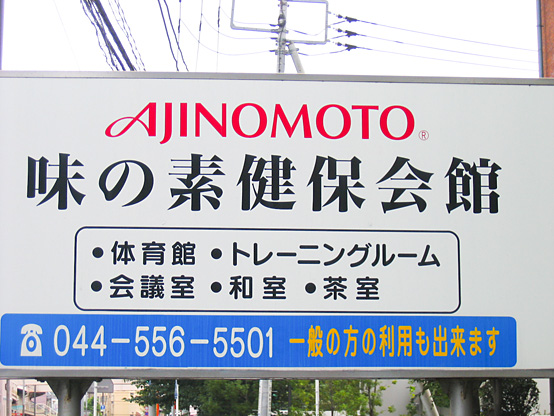 AJINOMOTO®
味の素健保会館
●体育館 ●トレーニングルーム
●会議室 ●和室 ●茶室
☎ 044-556-5501 一般の方の利用も出来ます